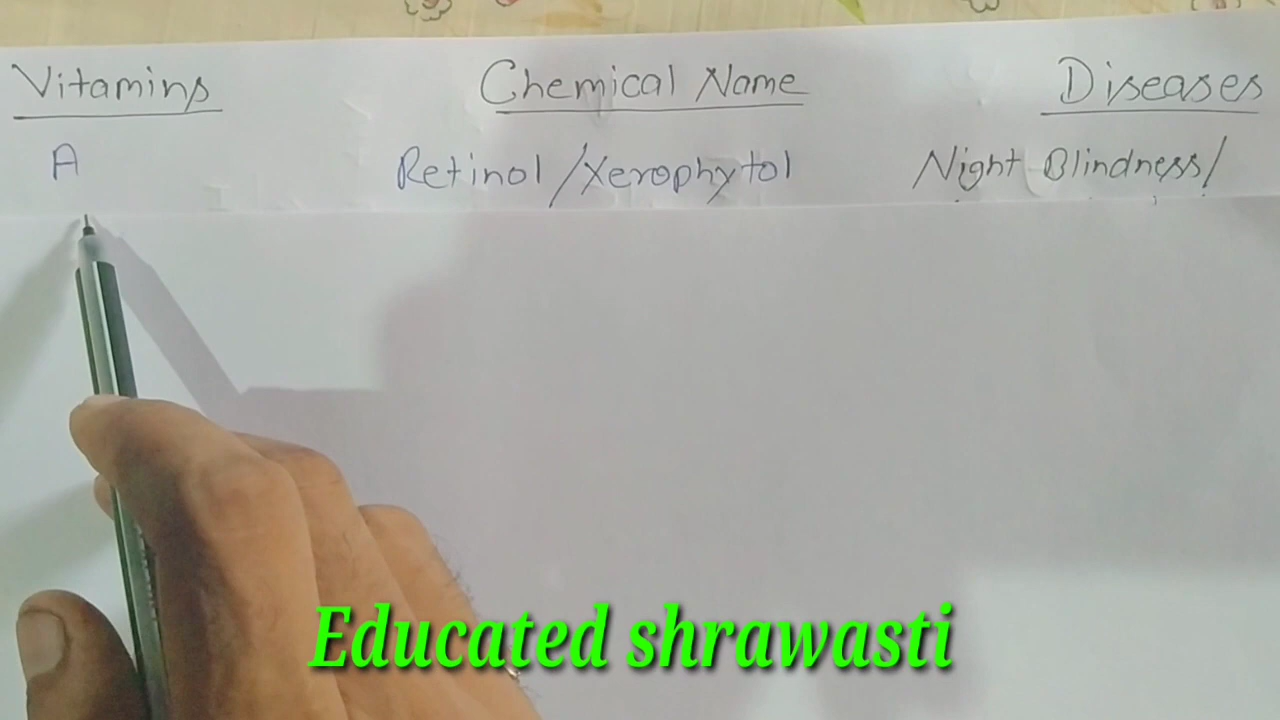 Vitamins Chemical Name Diseases
A Retinol/Xerophytol Night Blindness/
Educated shrawasti